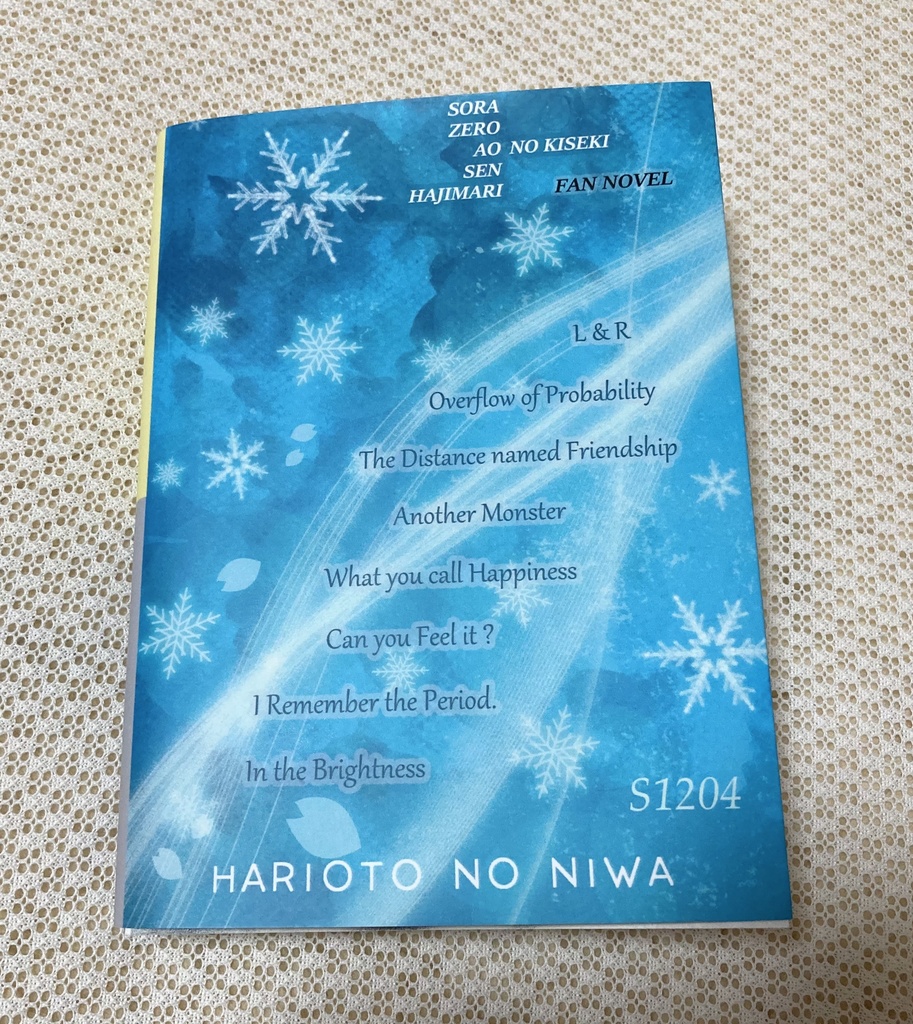 SORA
ZERO
AO NO KISEKI
SEN
HAJIMARI FAN NOVEL
L & R
Overflow of Probability
The Distance named Friendship
Another Monster
What you call Happiness
Can you Feel it ?
I Remember the Period.
In the Brightness
S1204
HARIOTO NO NIWA